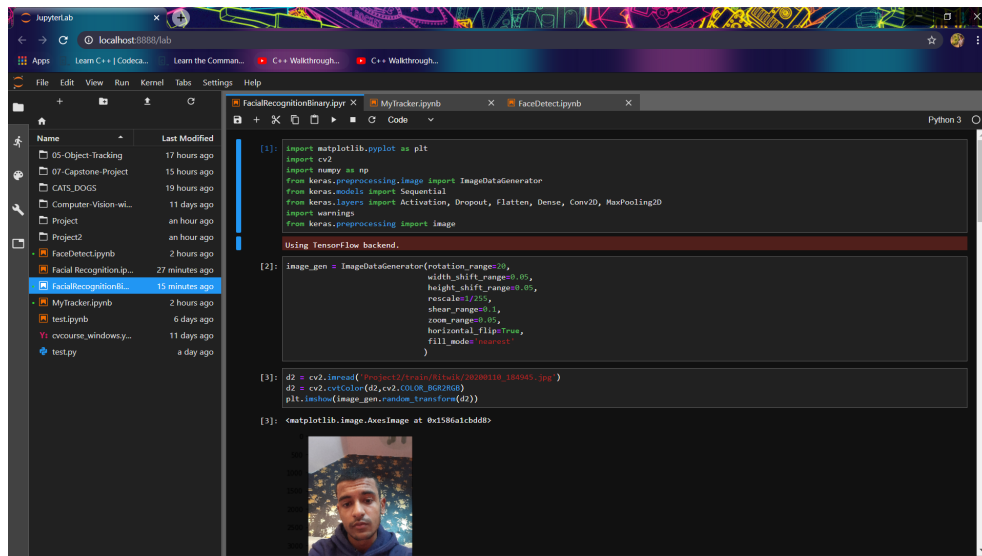 JupyterLab
localhost:8888/lab
Apps
Learn C++ | Codeca...
Learn the Comman...
C++ Walkthrough...
C++ Walkthrough...
File Edit View Run Kernel Tabs Settings Help
Name
Last Modified
05-Object-Tracking 17 hours ago
07-Capstone-Project 15 hours ago
CATS_DOGS 19 hours ago
Computer-Vision-wi... 11 days ago
Project an hour ago
Project2 an hour ago
FaceDetect.ipynb 2 hours ago
Facial Recognition.ip... 27 minutes ago
FacialRecognitionBi... 15 minutes ago
MyTracker.ipynb 2 hours ago
test.ipynb 6 days ago
cvcourse_windows.y... 11 days ago
test.py a day ago
FacialRecognitionBinary.ipyr
MyTracker.ipynb
FaceDetect.ipynb
Code
Python 3
[1]: import matplotlib.pyplot as plt
import cv2
import numpy as np
from keras.preprocessing.image import ImageDataGenerator
from keras.models import Sequential
from keras.layers import Activation, Dropout, Flatten, Dense, Conv2D, MaxPooling2D
import warnings
from keras.preprocessing import image
Using TensorFlow backend.
[2]: image_gen = ImageDataGenerator(rotation_range=20,
width_shift_range=0.05,
height_shift_range=0.05,
rescale=1/255,
shear_range=0.1,
zoom_range=0.05,
horizontal_flip=True,
fill_mode='nearest'
)
[3]: d2 = cv2.imread('Project2/train/Ritwik/20200110_184945.jpg')
d2 = cv2.cvtColor(d2,cv2.COLOR_BGR2RGB)
plt.imshow(image_gen.random_transform(d2))
[3]: <matplotlib.image.AxesImage at 0x1586a1cbdd8>